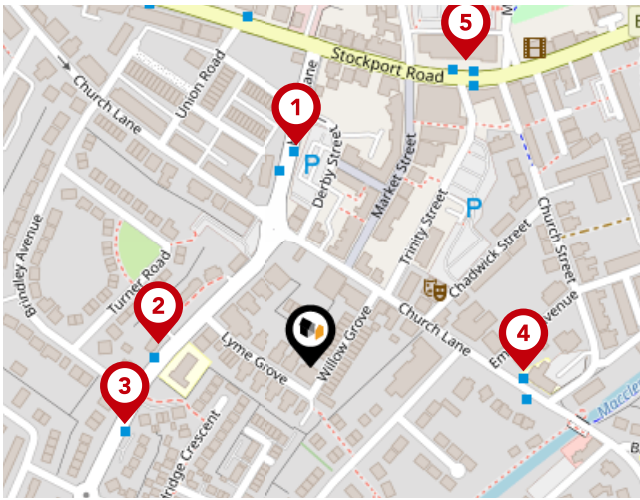 5
Stockport Road
Union Road
Church Lane
1
P
Derby Street
Market Street
Trinity Street
P
Church Street
Chadwick Street
Brindley Avenue
Turner Road
2
Church Lane
Willow Grove
Lyme Grove
4
3